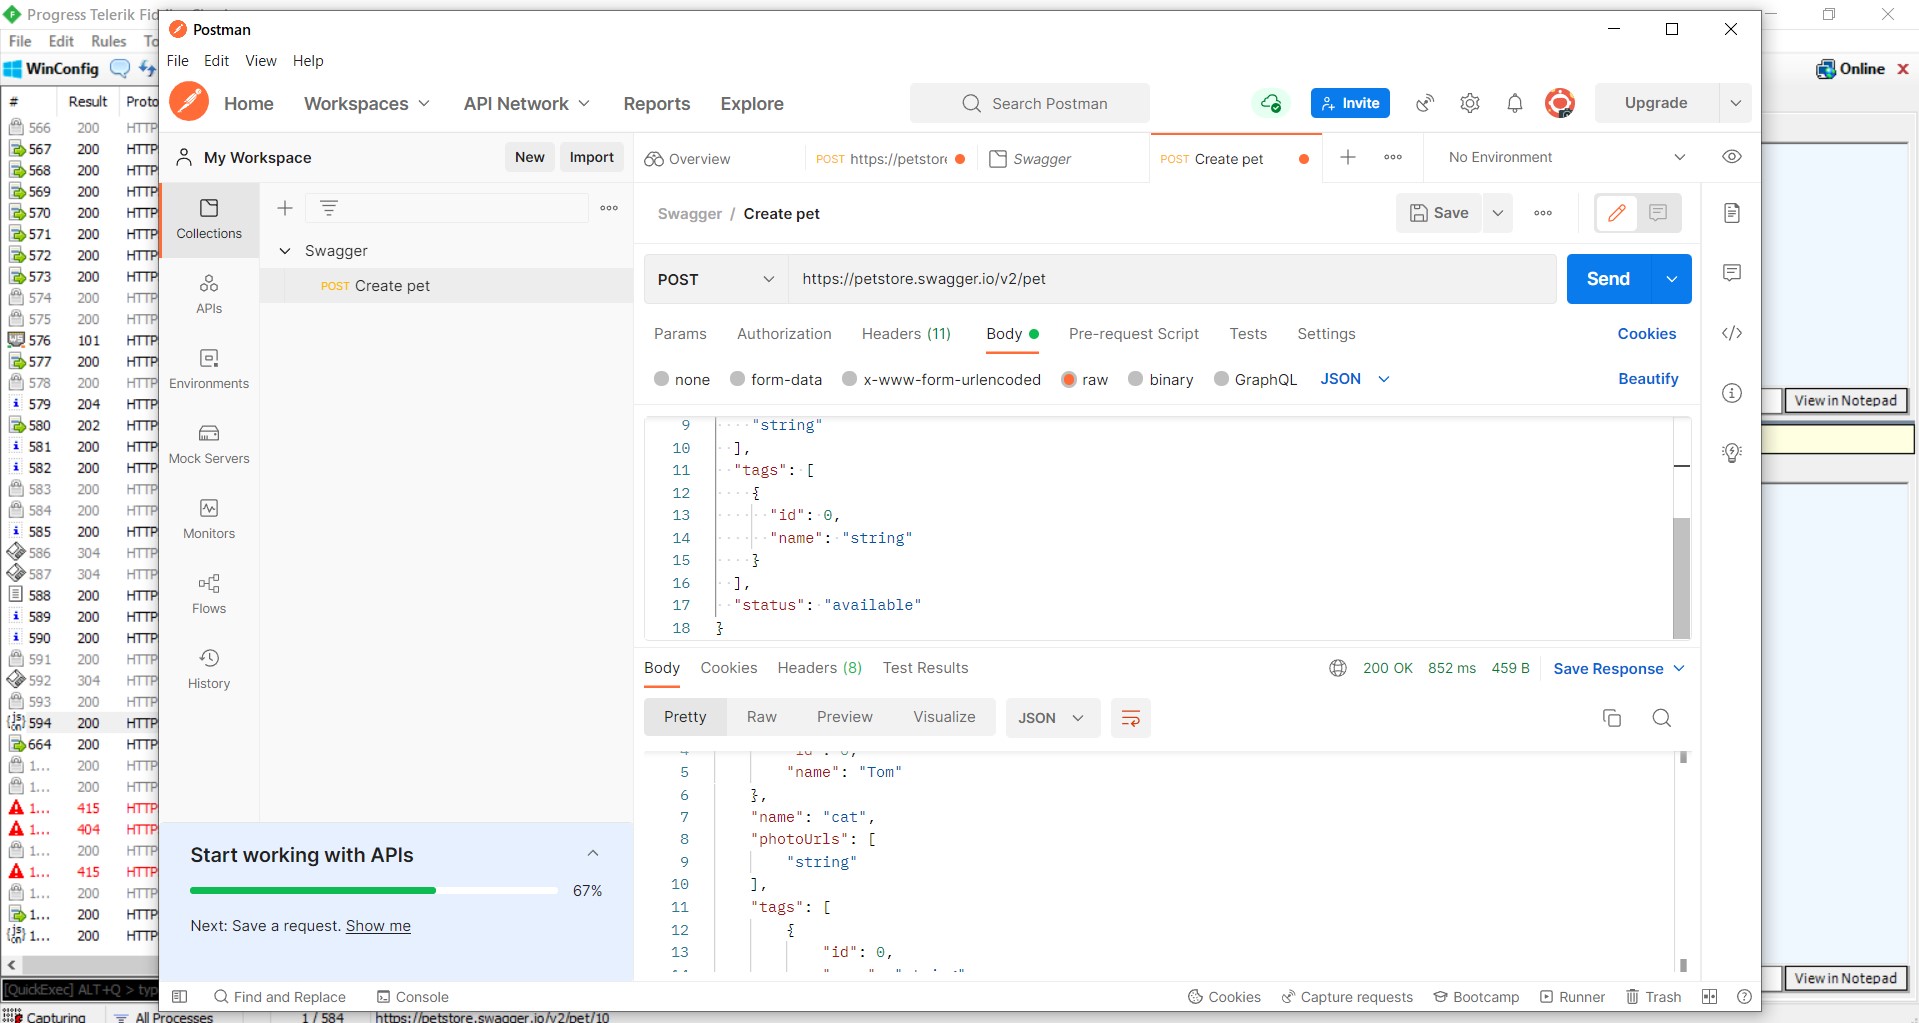 Progress Telerik Fid
File Edit Rules To
WinConfig
Online
# Result Proto
566 200 HTTP
567 200 HTTP
568 200 HTTP
569 200 HTTP
570 200 HTTP
571 200 HTTP
572 200 HTTP
573 200 HTTP
574 200 HTTP
575 200 HTTP
576 101 HTTP
577 200 HTTP
578 200 HTTP
579 204 HTTP
580 202 HTTP
581 200 HTTP
582 200 HTTP
583 200 HTTP
584 200 HTTP
585 200 HTTP
586 304 HTTP
587 304 HTTP
588 200 HTTP
589 200 HTTP
590 200 HTTP
591 200 HTTP
592 304 HTTP
593 200 HTTP
594 200 HTTP
664 200 HTTP
1... 200 HTTP
1... 200 HTTP
1... 415 HTTP
1... 404 HTTP
1... 200 HTTP
1... 415 HTTP
1... 200 HTTP
1... 200 HTTP
1... 200 HTTP
[QuickExec] ALT+Q > typ
Capturing All Processes 1 / 584 https://petstore.swagger.io/v2/pet/10
View in Notepad
View in Notepad
Postman
File Edit View Help
Home Workspaces API Network Reports Explore
Search Postman
Invite
Upgrade
My Workspace
New Import
Overview
POST https://petstore
Swagger
POST Create pet
No Environment
Collections
APIs
Environments
Mock Servers
Monitors
Flows
History
Swagger
POST Create pet
Swagger / Create pet
Save
POST
https://petstore.swagger.io/v2/pet
Send
Params Authorization Headers (11) Body Pre-request Script Tests Settings Cookies
none form-data x-www-form-urlencoded raw binary GraphQL JSON Beautify
9 "string"
10 ],
11 "tags": [
12 {
13 "id": 0,
14 "name": "string"
15 }
16 ],
17 "status": "available"
18 }
Body Cookies Headers (8) Test Results
200 OK 852 ms 459 B Save Response
Pretty Raw Preview Visualize JSON
4 "id": 0,
5 "name": "Tom"
6 },
7 "name": "cat",
8 "photoUrls": [
9 "string"
10 ],
11 "tags": [
12 {
13 "id": 0,
Start working with APIs
67%
Next: Save a request. Show me
Find and Replace Console
Cookies Capture requests Bootcamp Runner Trash